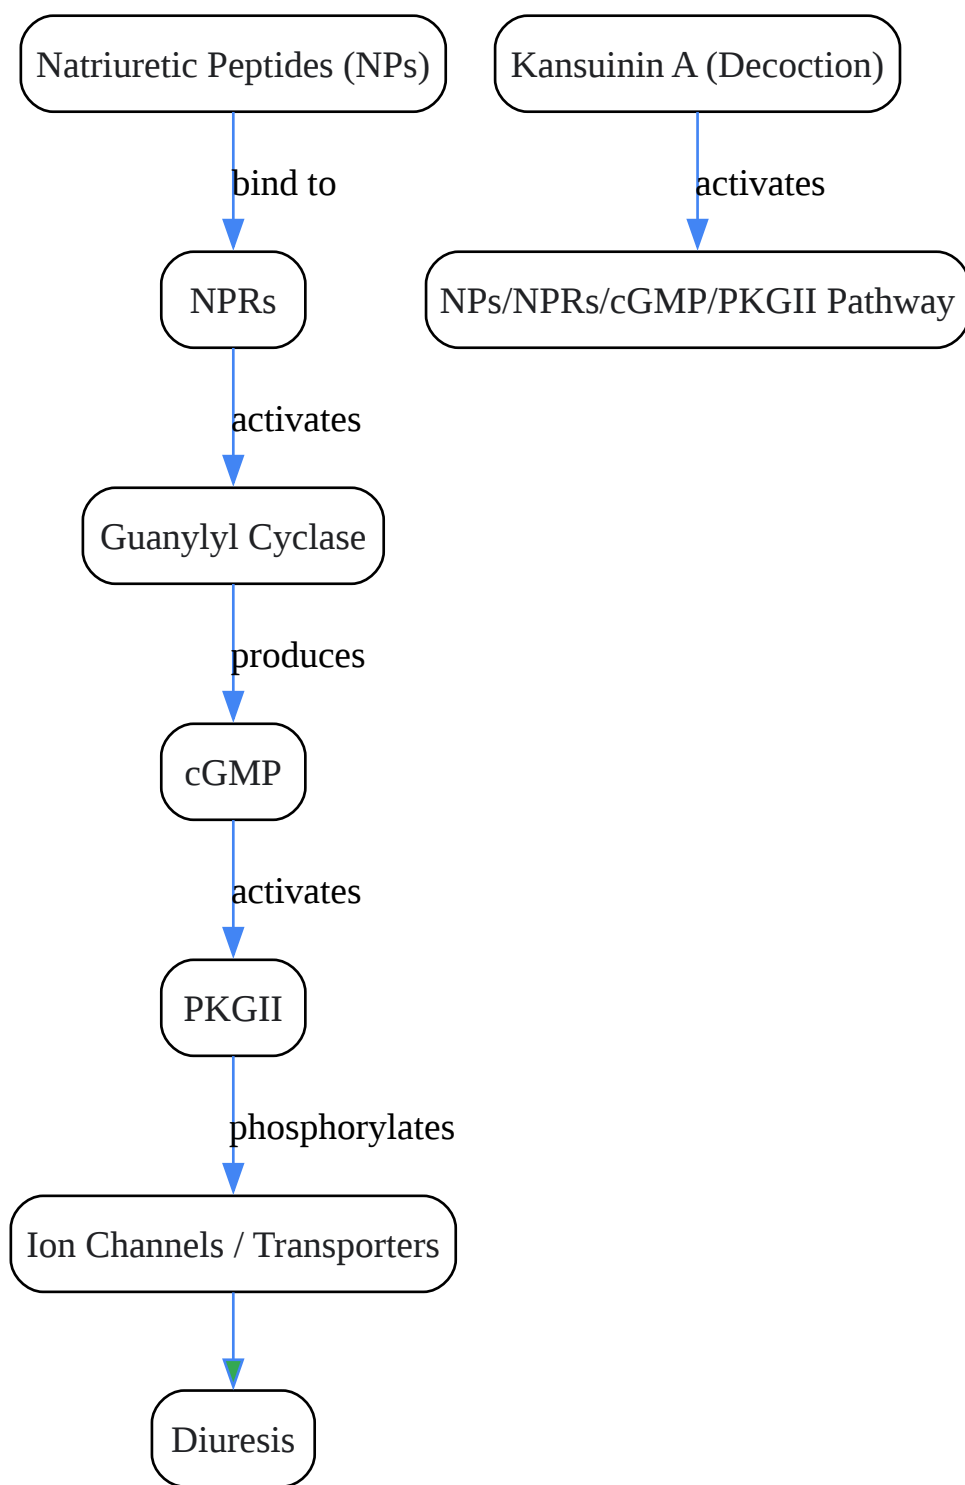 Natriuretic Peptides (NPs)
Kansuinin A (Decoction)
bind to
activates
NPRs
NPs/NPRs/cGMP/PKGII Pathway
activates
Guanylyl Cyclase
produces
cGMP
activates
PKGII
phosphorylates
Ion Channels / Transporters
Diuresis